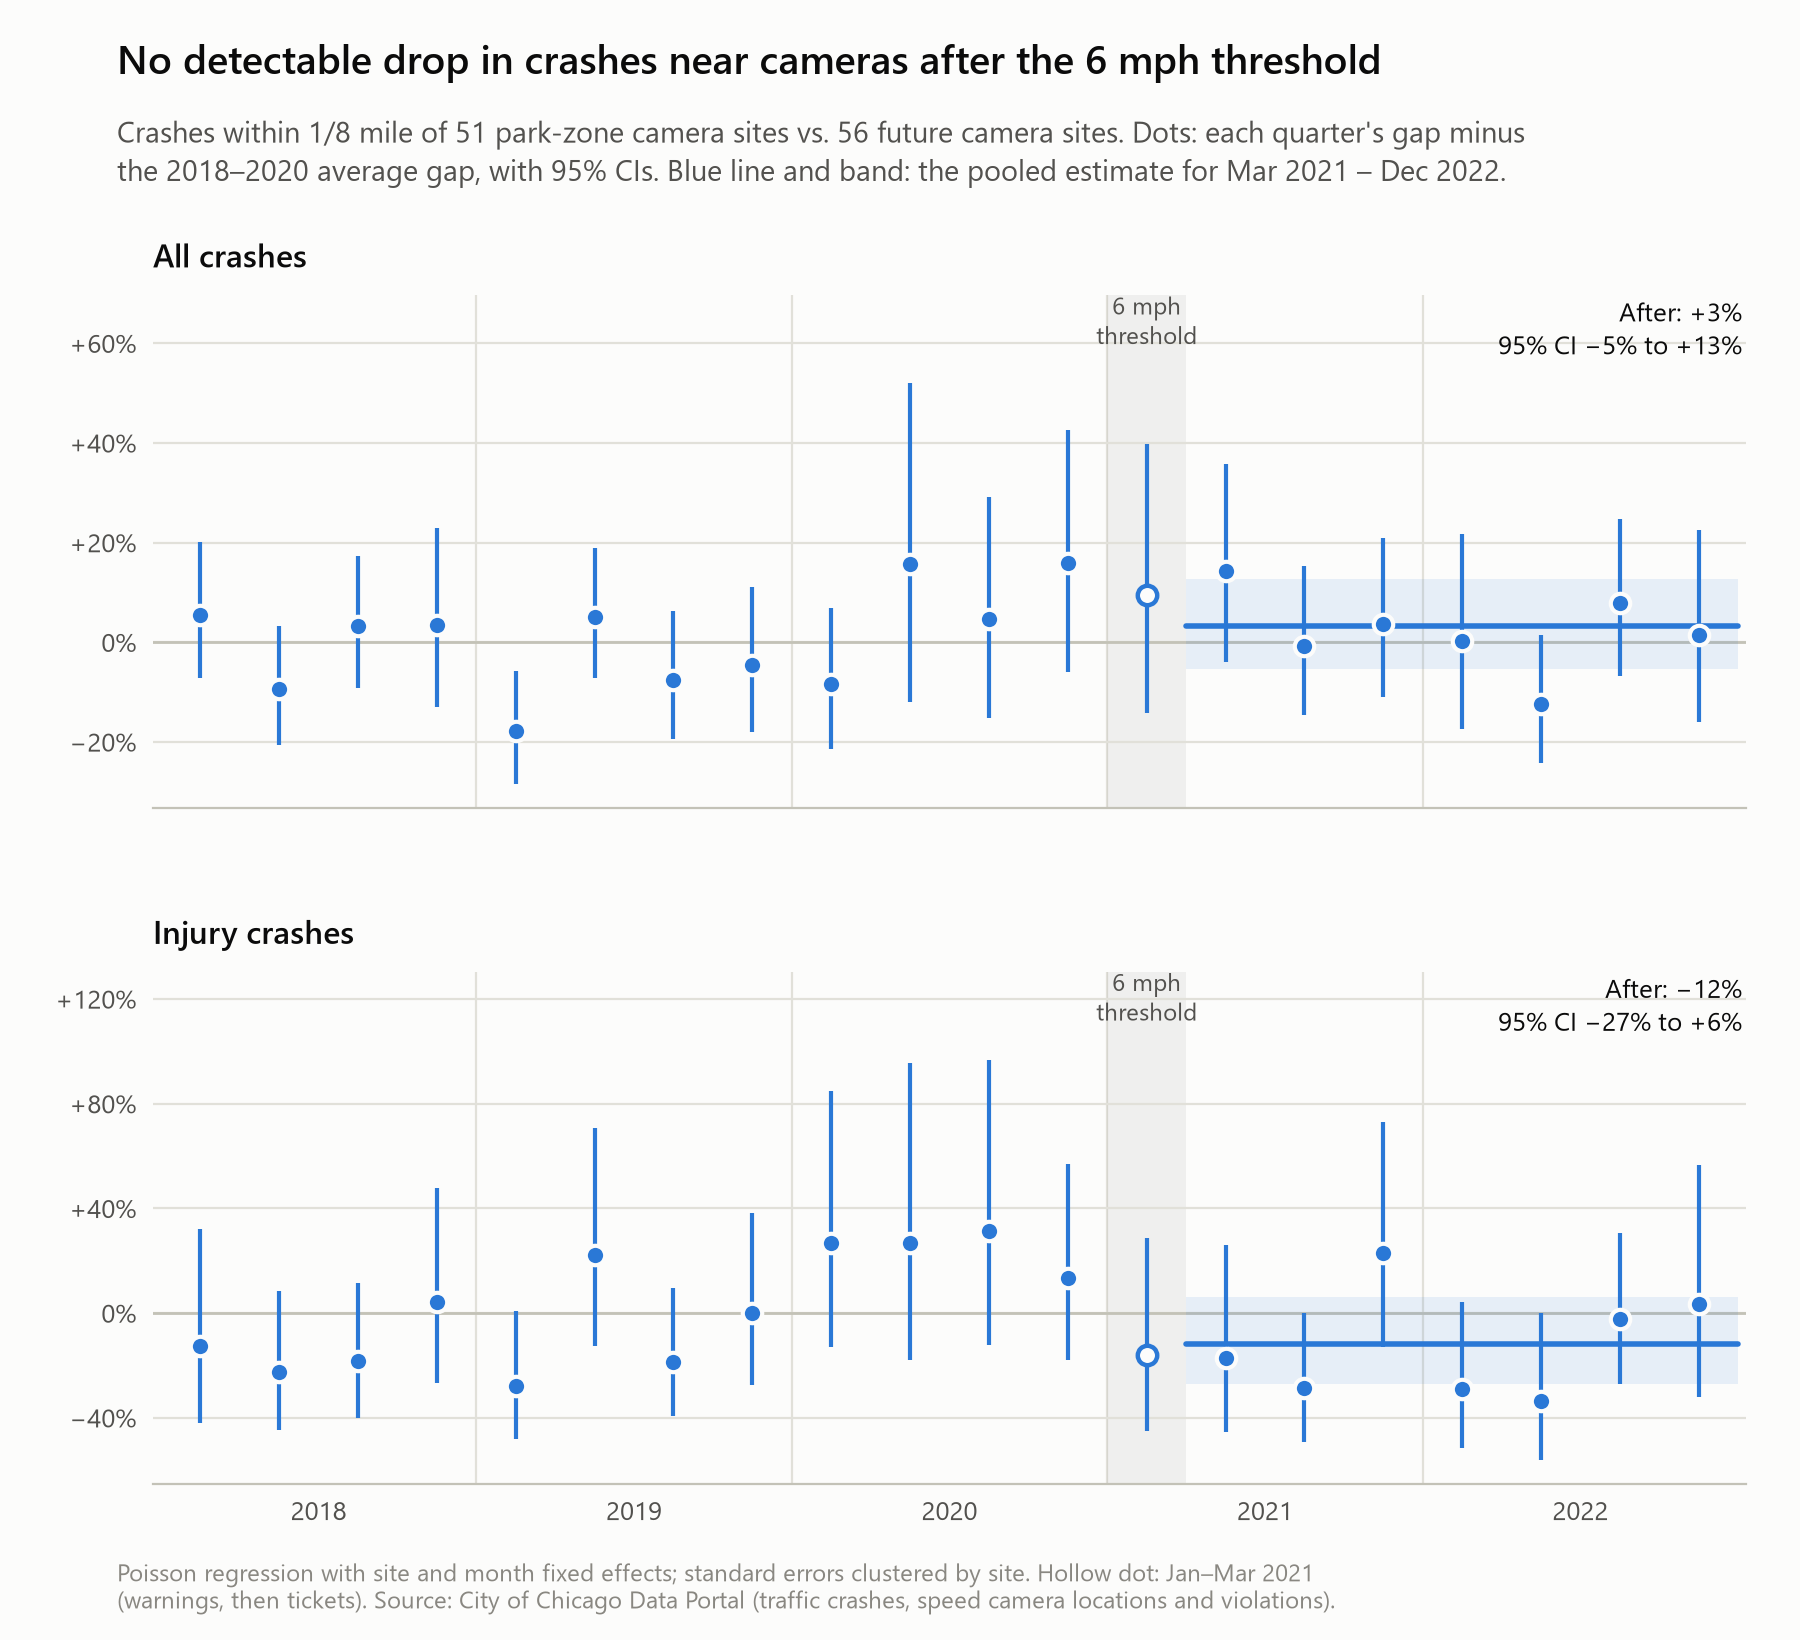 No detectable drop in crashes near cameras after the 6 mph threshold
Crashes within 1/8 mile of 51 park-zone camera sites vs. 56 future camera sites. Dots: each quarter's gap minus
the 2018–2020 average gap, with 95% CIs. Blue line and band: the pooled estimate for Mar 2021 – Dec 2022.
All crashes
6 mph
threshold
After: +3%
95% CI −5% to +13%
+60%
+40%
+20%
0%
−20%
Injury crashes
6 mph
threshold
After: −12%
95% CI −27% to +6%
+120%
+80%
+40%
0%
−40%
2018 2019 2020 2021 2022
Poisson regression with site and month fixed effects; standard errors clustered by site. Hollow dot: Jan–Mar 2021
(warnings, then tickets). Source: City of Chicago Data Portal (traffic crashes, speed camera locations and violations).